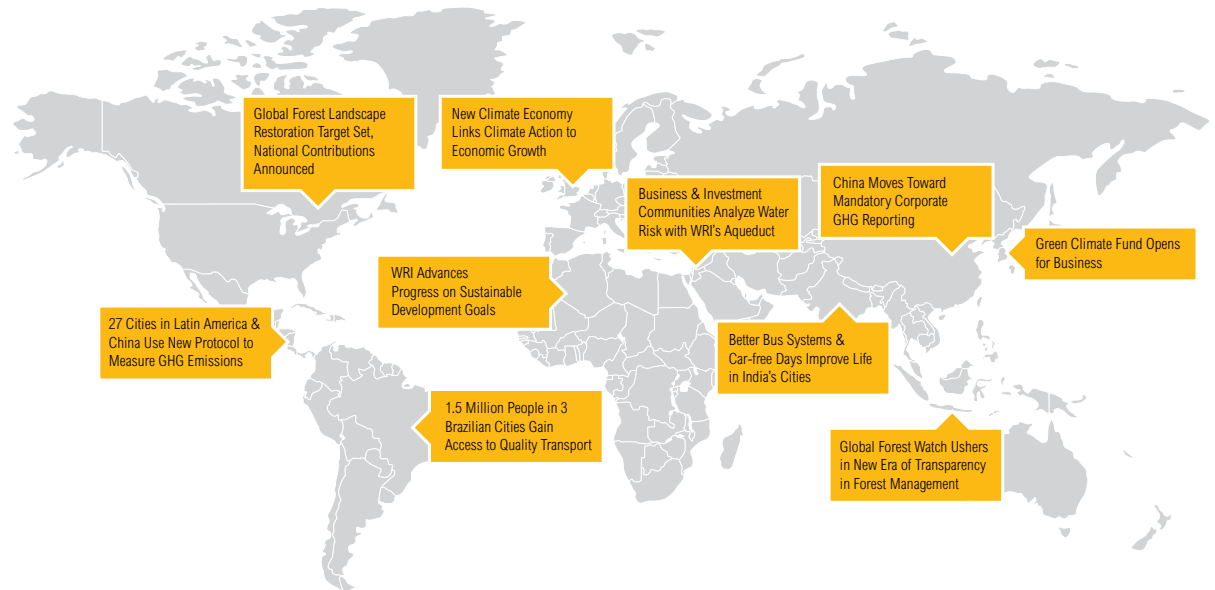 Global Forest Landscape
Restoration Target Set,
National Contributions
Announced
New Climate Economy
Links Climate Action to
Economic Growth
Business & Investment
Communities Analyze Water
Risk with WRI's Aqueduct
China Moves Toward
Mandatory Corporate
GHG Reporting
Green Climate Fund Opens
for Business
WRI Advances
Progress on Sustainable
Development Goals
27 Cities in Latin America &
China Use New Protocol to
Measure GHG Emissions
Better Bus Systems &
Car-free Days Improve Life
in India's Cities
1.5 Million People in 3
Brazilian Cities Gain
Access to Quality Transport
Global Forest Watch Ushers
in New Era of Transparency
in Forest Management